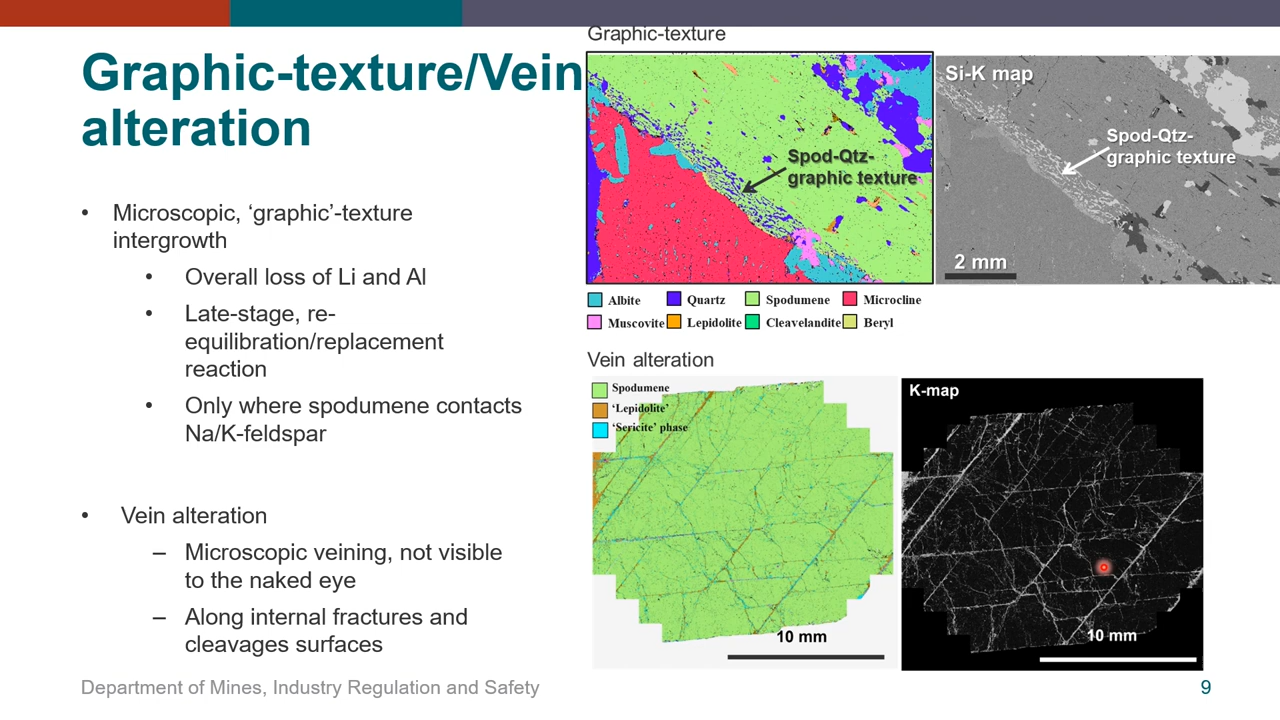 Graphic-texture/Vein
alteration
• Microscopic, ‘graphic’-texture
intergrowth
• Overall loss of Li and Al
• Late-stage, re-
equilibration/replacement
reaction
• Only where spodumene contacts
Na/K-feldspar
• Vein alteration
– Microscopic veining, not visible
to the naked eye
– Along internal fractures and
cleavages surfaces
Graphic-texture
Spod-Qtz-
graphic texture
Si-K map
Spod-Qtz-
graphic texture
2 mm
Albite Quartz Spodumene Microcline
Muscovite Lepidolite Cleavelandite Beryl
Vein alteration
Spodumene
‘Lepidolite’
‘Sericite’ phase
10 mm
K-map
10 mm
Department of Mines, Industry Regulation and Safety
9